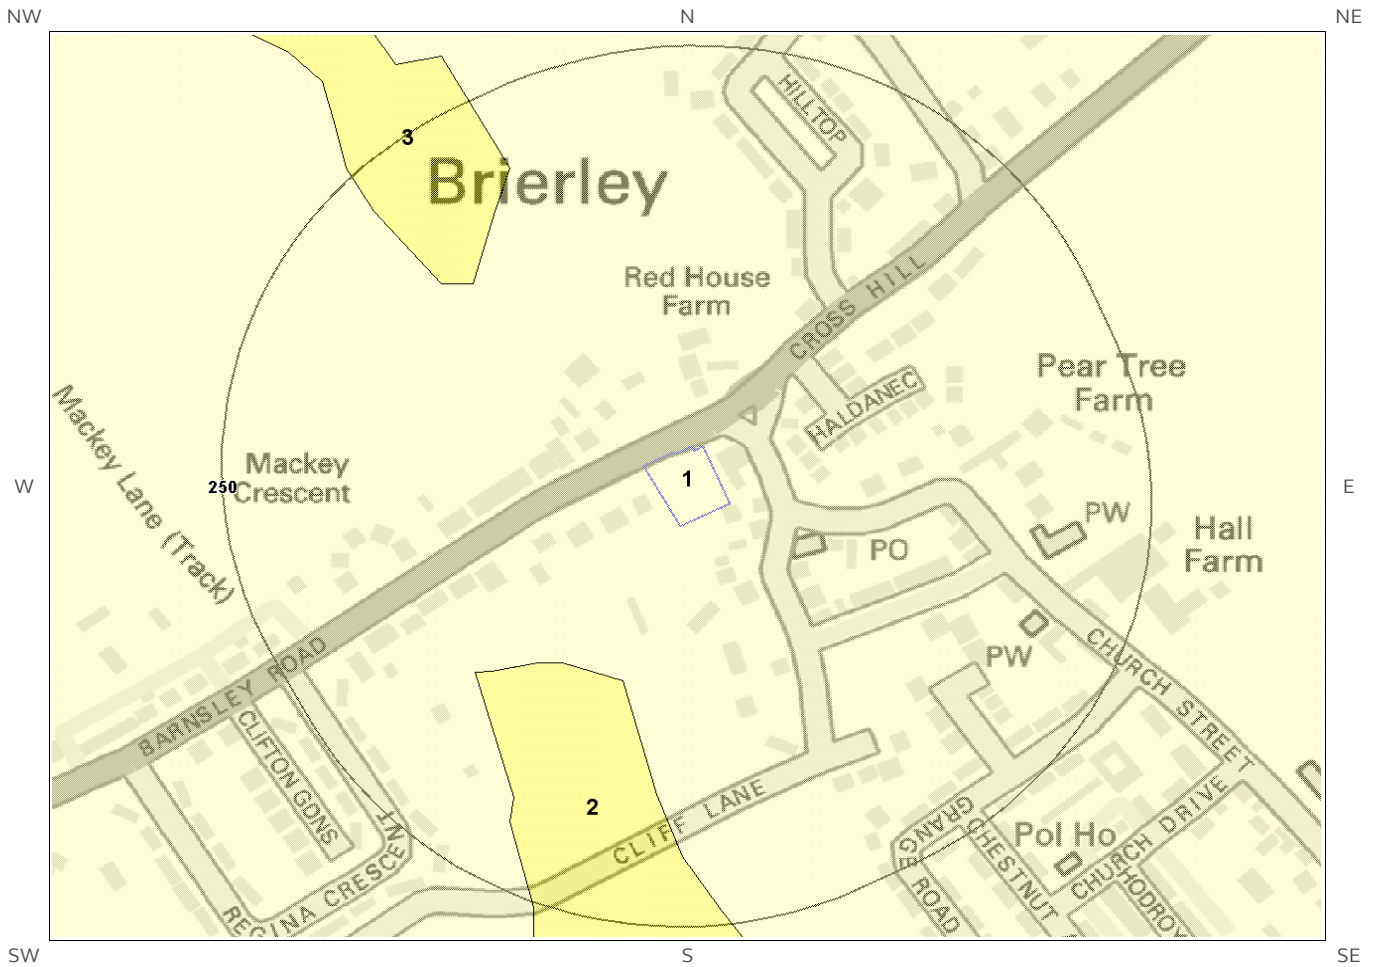 NW
N
NE
HILLTOP
3
Brierley
Red House
Farm
CROSS HILL
Pear Tree
Farm
HALDANEC
Mackey Lane (Track)
Mackey
Crescent
250
1
W
E
PW
Hall
Farm
PO
PW
BARNSLEY ROAD
CHURCH STREET
CLIFTON GDNS
CLIFF LANE
2
REGINA CRESCENT
GRANGE ROAD
CHESTNUT
Pol Ho
CHURCH DRIVE
HODROY
SW
S
SE